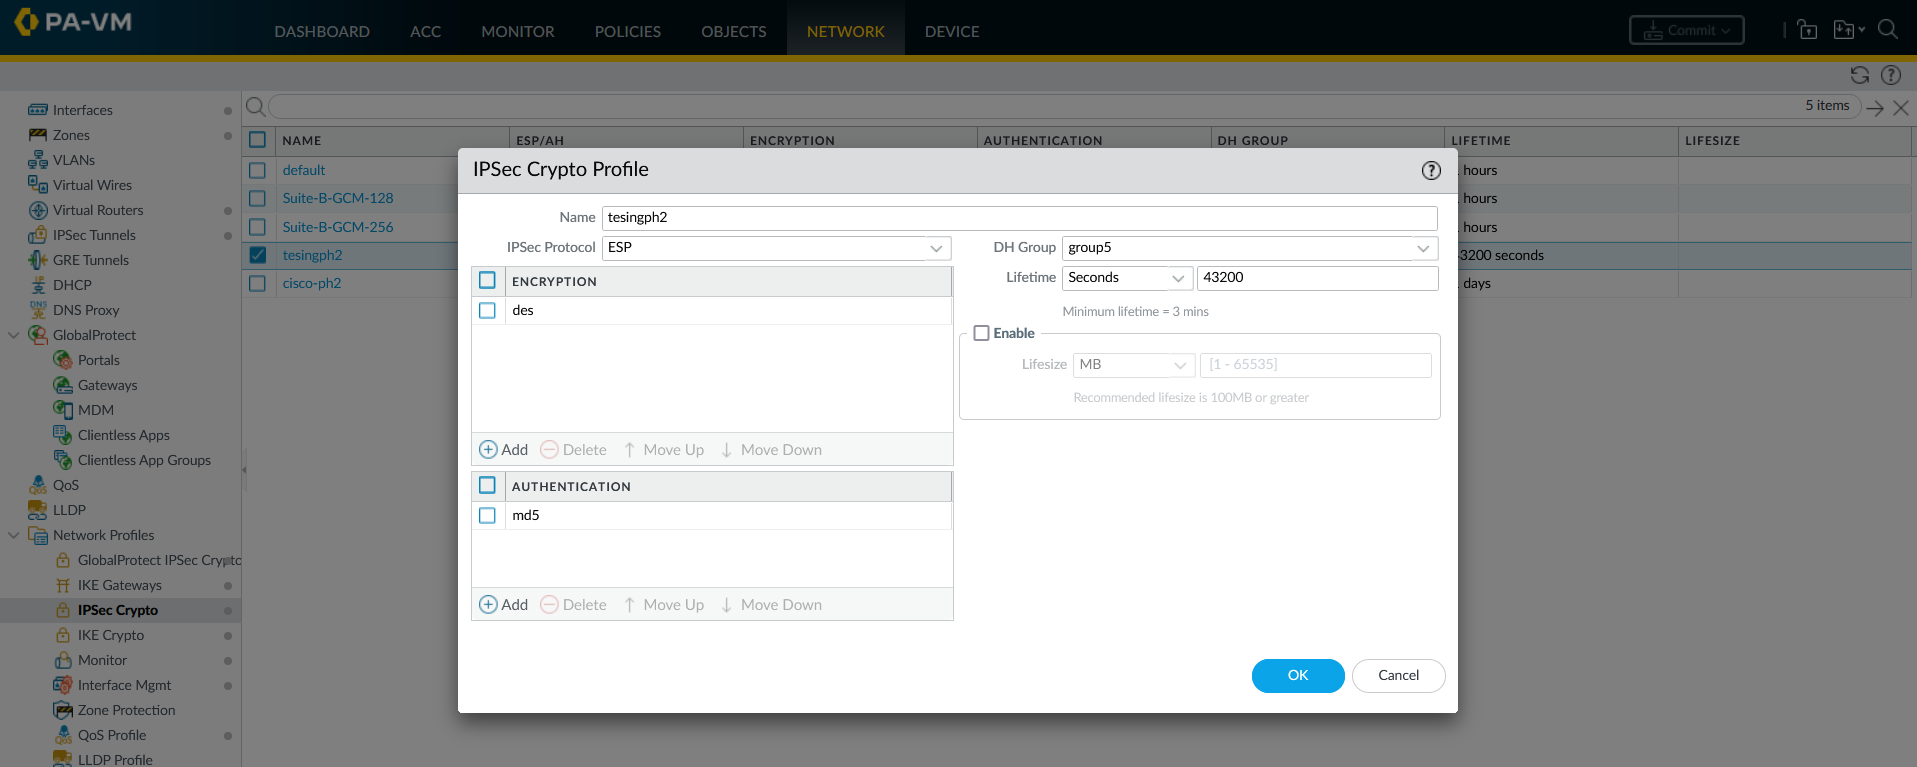 PA-VM
DASHBOARD ACC MONITOR POLICIES OBJECTS NETWORK DEVICE Commit
Interfaces
Zones
VLANs
Virtual Wires
Virtual Routers
IPSec Tunnels
GRE Tunnels
DHCP
DNS Proxy
GlobalProtect
Portals
Gateways
MDM
Clientless Apps
Clientless App Groups
QoS
LLDP
Network Profiles
GlobalProtect IPSec Crypto
IKE Gateways
IPSec Crypto
IKE Crypto
Monitor
Interface Mgmt
Zone Protection
QoS Profile
LLDP Profile
5 items
NAME ESP/AH ENCRYPTION AUTHENTICATION DH GROUP LIFETIME LIFESIZE
default hours
Suite-B-GCM-128 hours
Suite-B-GCM-256 hours
tesingph2 43200 seconds
cisco-ph2 days
IPSec Crypto Profile
Name tesingph2
IPSec Protocol ESP
DH Group group5
Lifetime Seconds 43200
Minimum lifetime = 3 mins
Enable
Lifesize MB [1 - 65535]
Recommended lifesize is 100MB or greater
ENCRYPTION
des
Add Delete Move Up Move Down
AUTHENTICATION
md5
Add Delete Move Up Move Down
OK Cancel